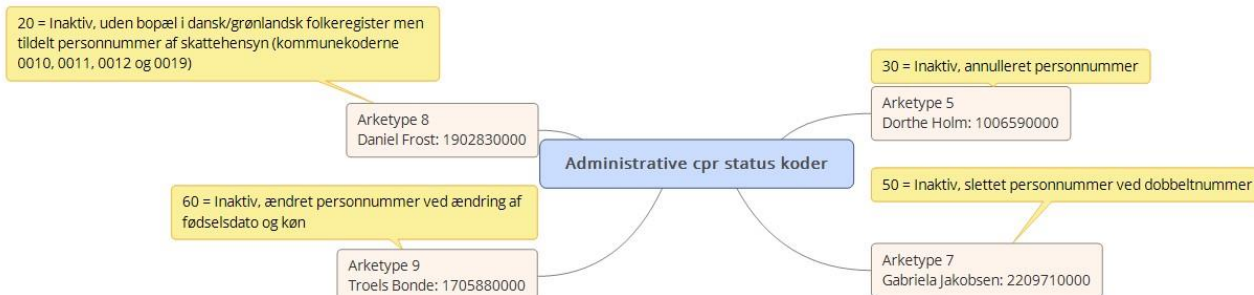 20 = Inaktiv, uden bopæl i dansk/grønlandsk folkeregister men
tildelt personnummer af skattehensyn (kommunekoderne
0010, 0011, 0012 og 0019)
Arketype 8
Daniel Frost: 1902830000
60 = Inaktiv, ændret personnummer ved ændring af
fødselsdato og køn
Arketype 9
Troels Bonde: 1705880000
Administrative cpr status koder
30 = Inaktiv, annulleret personnummer
Arketype 5
Dorthe Holm: 1006590000
50 = Inaktiv, slettet personnummer ved dobbeltnummer
Arketype 7
Gabriela Jakobsen: 2209710000